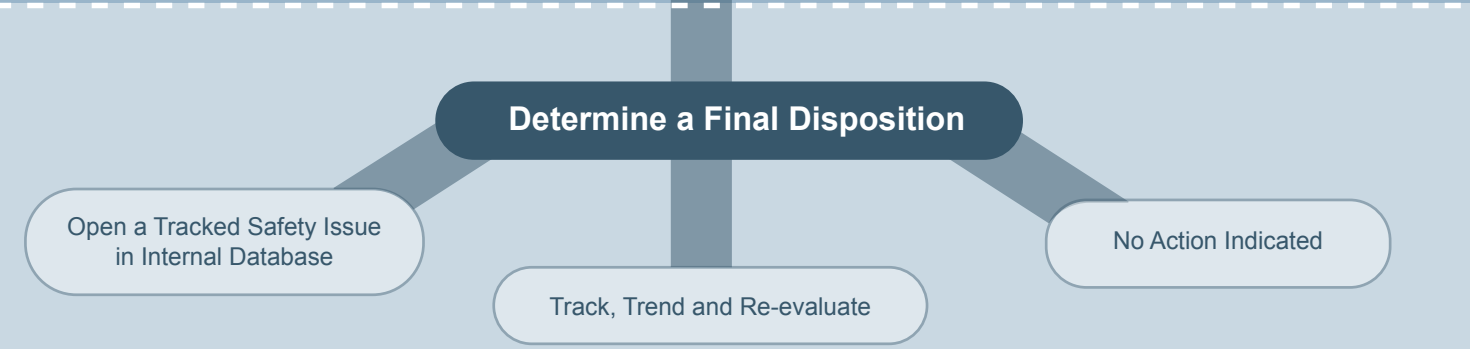 Determine a Final Disposition
Open a Tracked Safety Issue
in Internal Database
Track, Trend and Re-evaluate
No Action Indicated